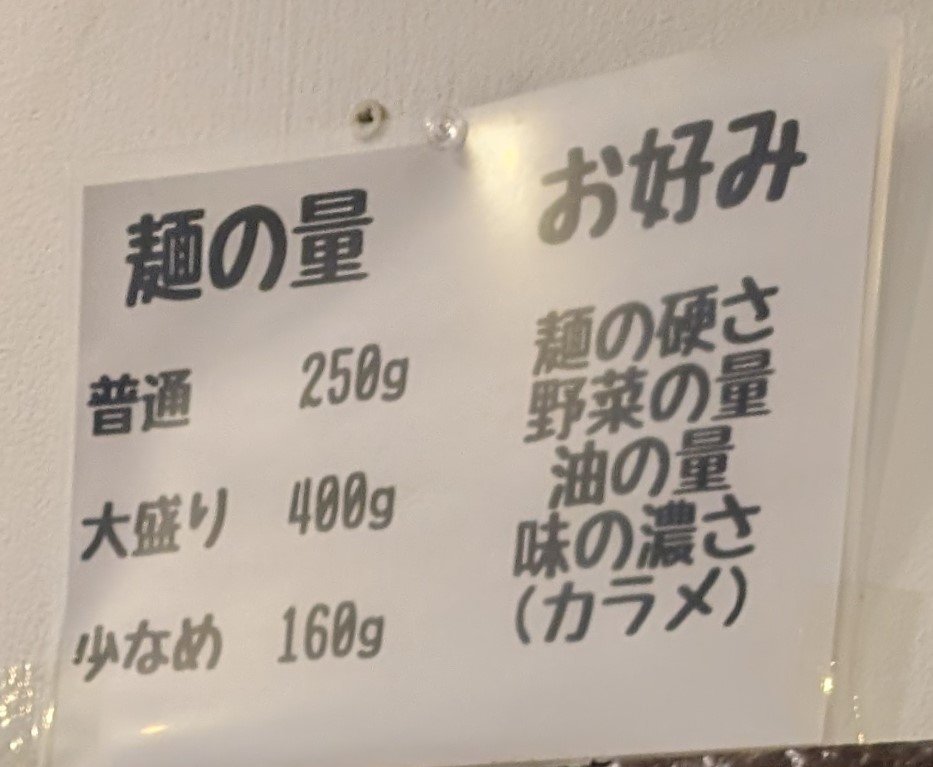 麺の量
普通 250g
大盛り 400g
少なめ 160g
お好み
麺の硬さ
野菜の量
油の量
味の濃さ
(カラメ)